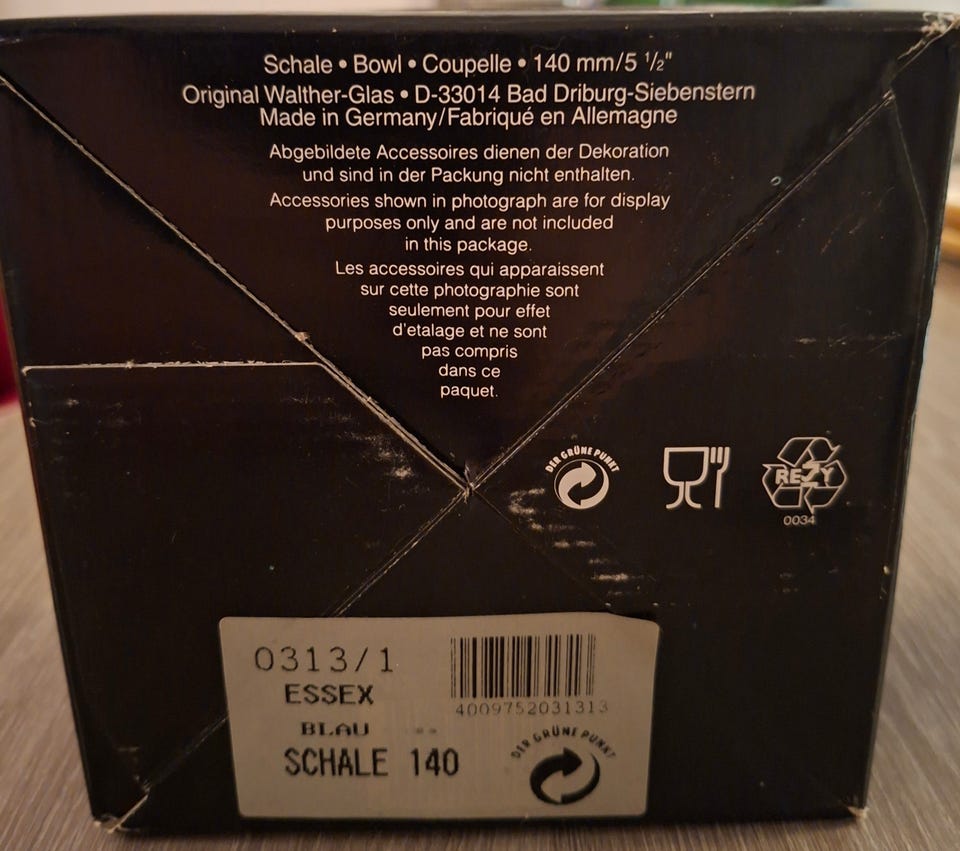 Schale • Bowl • Coupelle • 140 mm/5 1/2"
Original Walther-Glas • D-33014 Bad Driburg-Siebenstern
Made in Germany/Fabriqué en Allemagne
Abgebildete Accessoires dienen der Dekoration
und sind in der Packung nicht enthalten.
Accessories shown in photograph are for display
purposes only and are not included
in this package.
Les accessoires qui apparaissent
sur cette photographie sont
seulement pour effet
d'etalage et ne sont
pas compris
dans ce
paquet.
DER GRÜNE PUNKT
RESY
0034
0313/1
ESSEX
BLAU
SCHALE 140
4009752031313
DER GRÜNE PUNKT